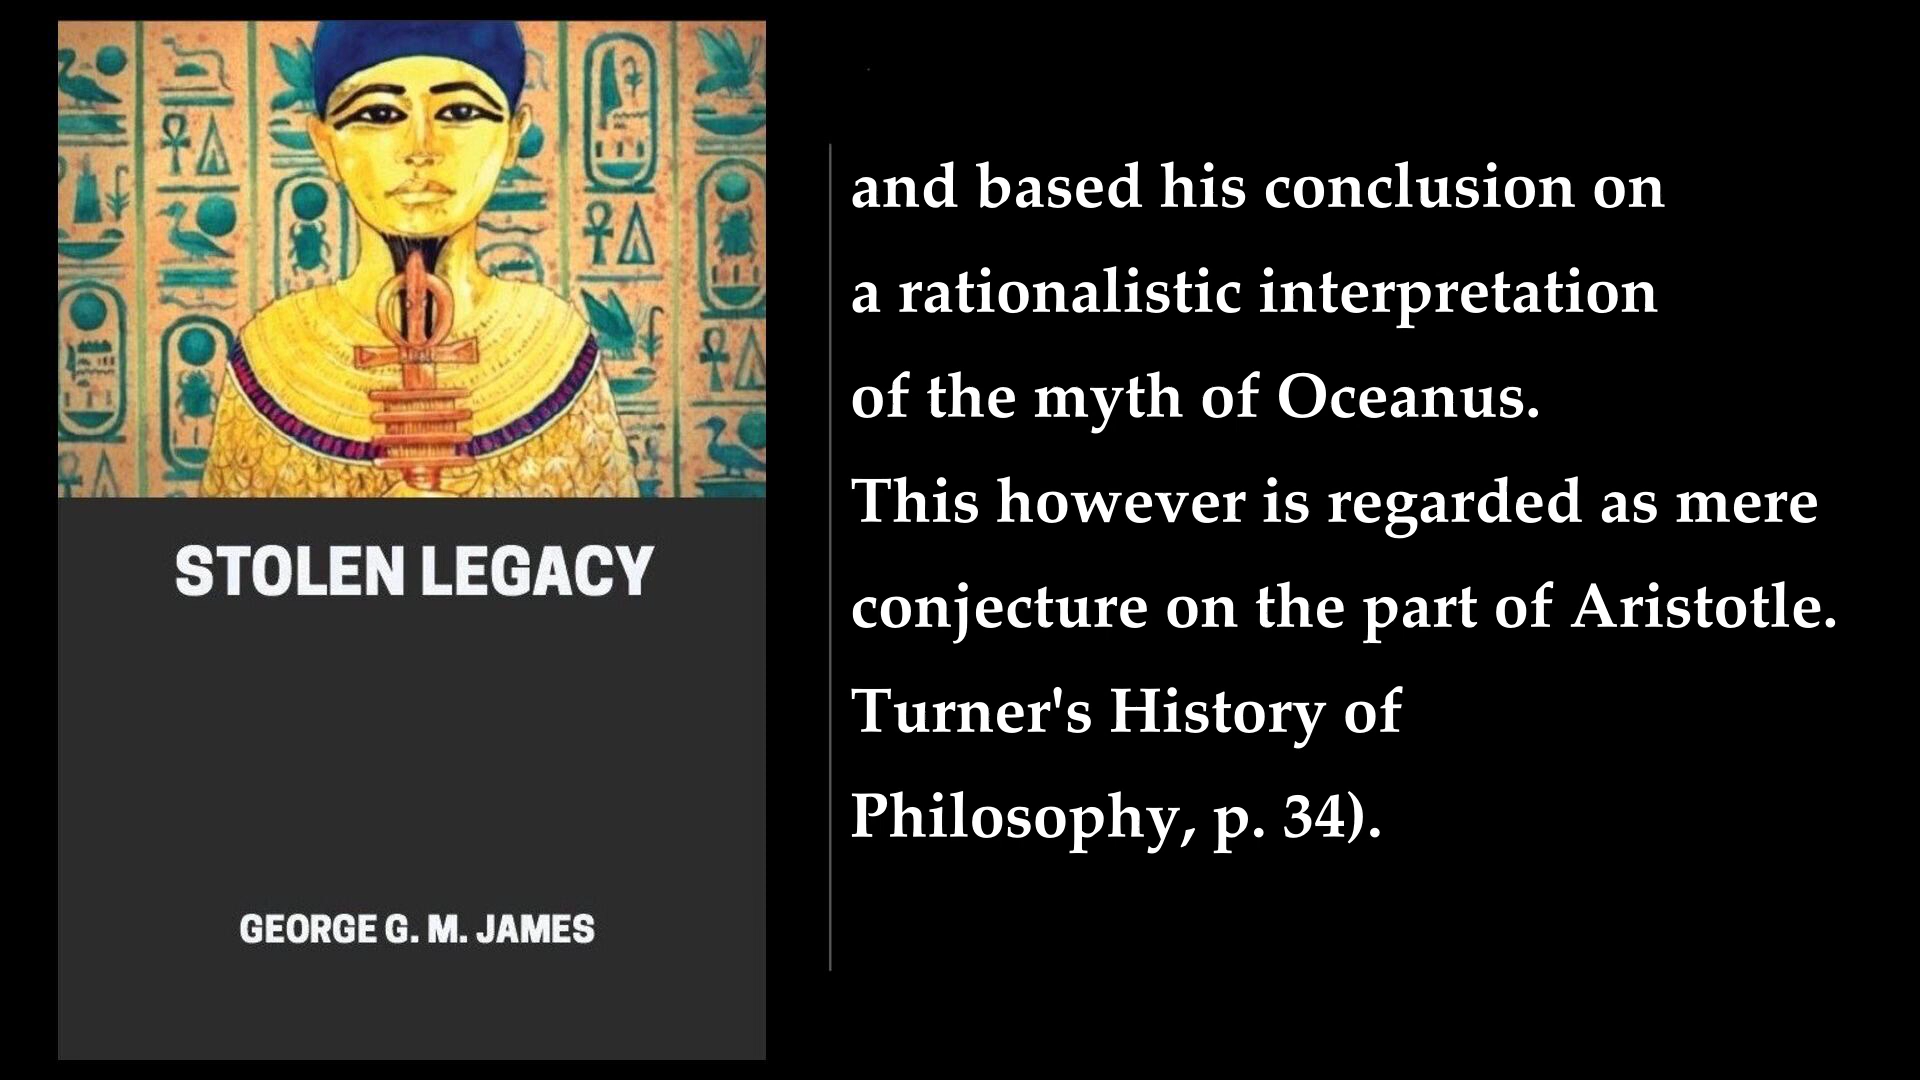 STOLEN LEGACY
GEORGE G. M. JAMES
and based his conclusion on
a rationalistic interpretation
of the myth of Oceanus.
This however is regarded as mere
conjecture on the part of Aristotle.
Turner's History of
Philosophy, p. 34).